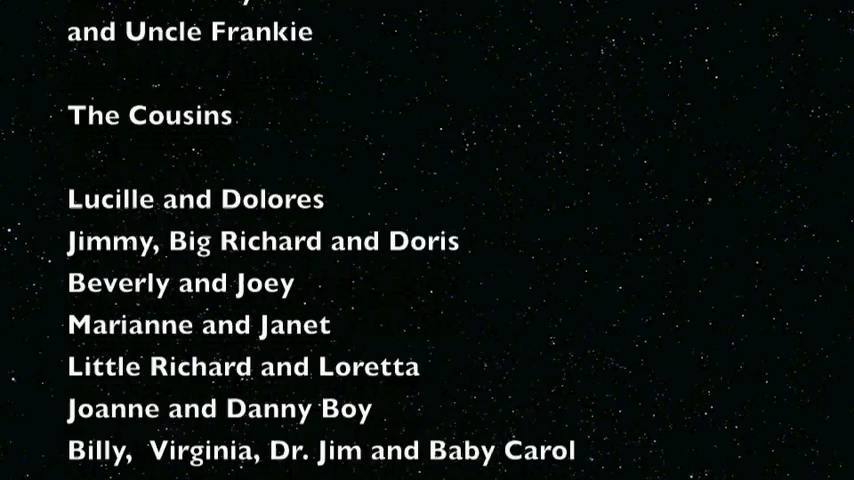 and Uncle Frankie
The Cousins
Lucille and Dolores
Jimmy, Big Richard and Doris
Beverly and Joey
Marianne and Janet
Little Richard and Loretta
Joanne and Danny Boy
Billy,  Virginia, Dr. Jim and Baby Carol